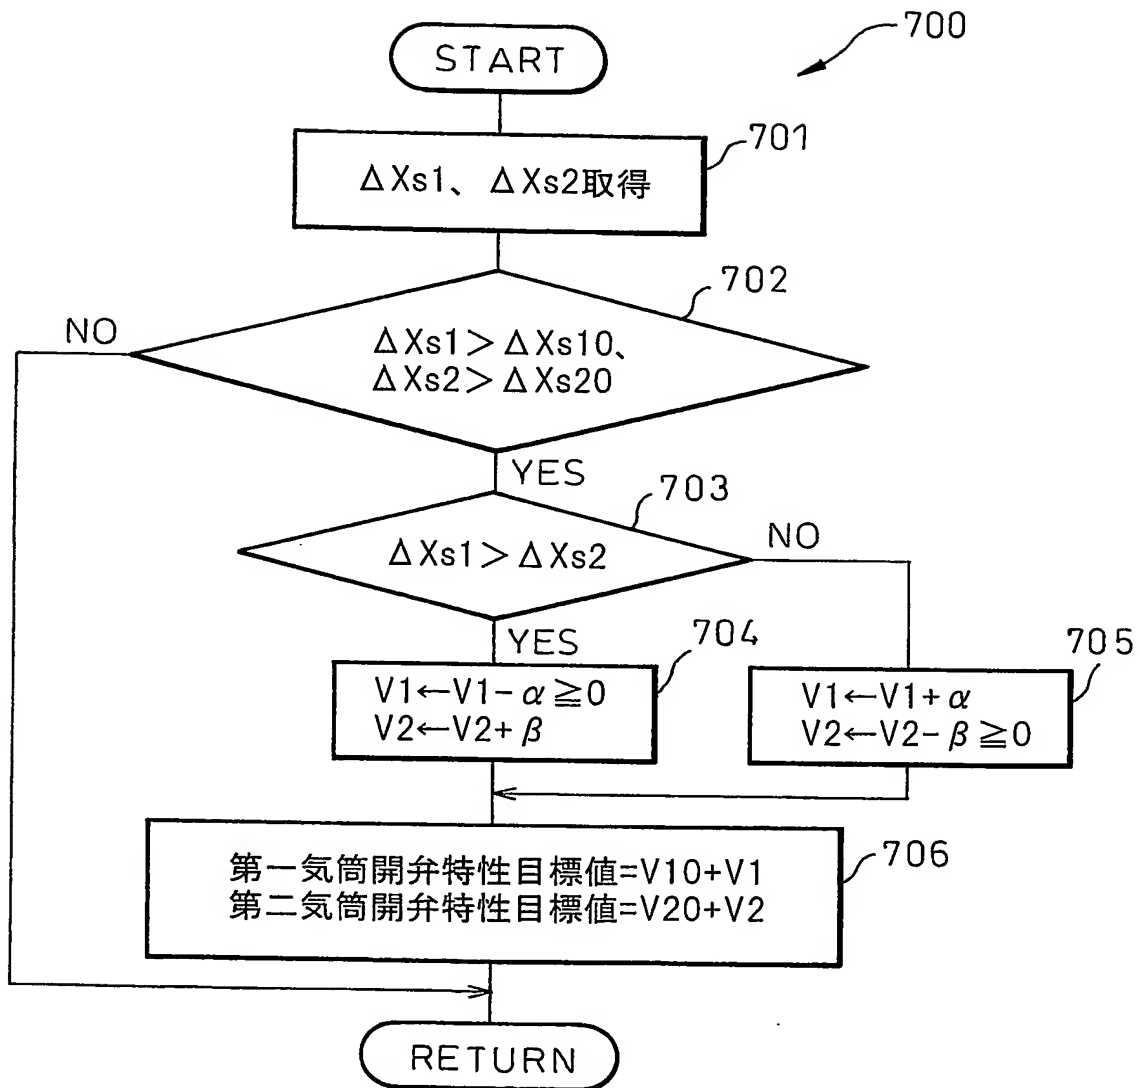 700
START
701
ΔXs1、ΔXs2取得
702
NO
ΔXs1>ΔXs10、
ΔXs2>ΔXs20
YES
703
ΔXs1>ΔXs2
NO
YES
704
V1←V1-α≧0
V2←V2+β
705
V1←V1+α
V2←V2-β≧0
706
第一気筒開弁特性目標値=V10+V1
第二気筒開弁特性目標値=V20+V2
RETURN